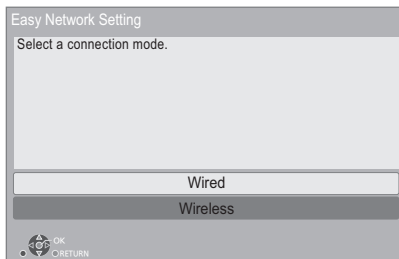 Easy Network Setting
Select a connection mode.
Wired
Wireless
OK
RETURN